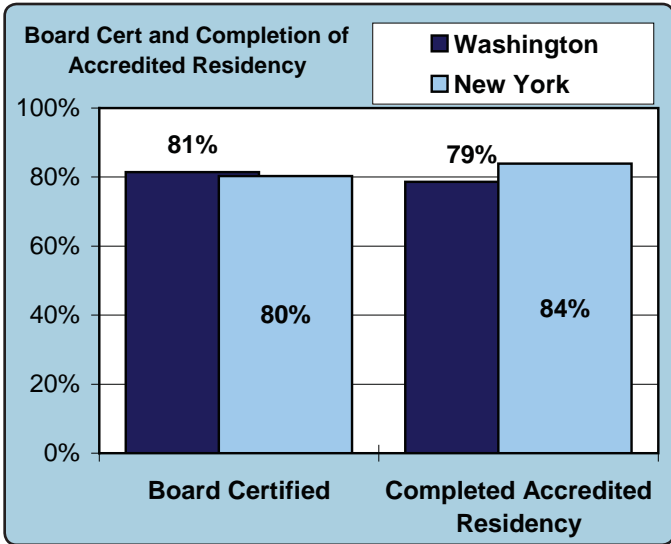 Board Cert and Completion of
Accredited Residency
Washington
New York
100%
80%
60%
40%
20%
0%
81%
80%
79%
84%
Board Certified
Completed Accredited
Residency